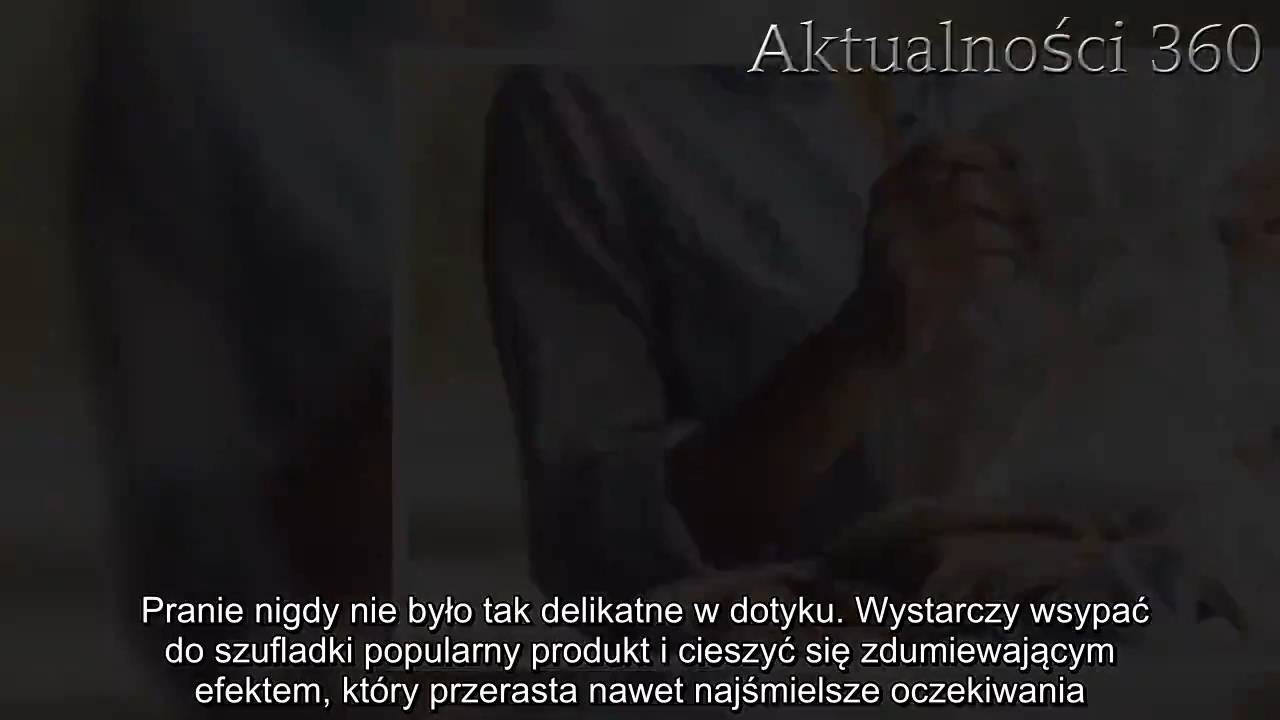 Aktualności 360
Pranie nigdy nie było tak delikatne w dotyku. Wystarczy wsypać
do szufladki popularny produkt i cieszyć się zdumiewającym
efektem, który przerasta nawet najśmielsze oczekiwania